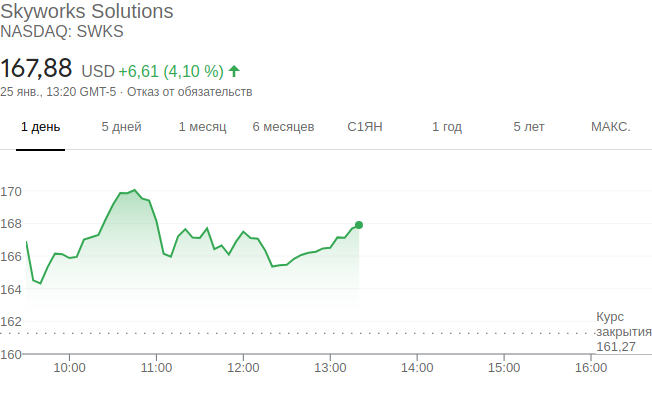 Skyworks Solutions
NASDAQ: SWKS
167,88 USD +6,61 (4,10 %)
25 янв., 13:20 GMT-5 · Отказ от обязательств
1 день 5 дней 1 месяц 6 месяцев С1ЯН 1 год 5 лет МАКС.
170
168
166
164
162
160
Курс
закрытия
161,27
10:00 11:00 12:00 13:00 14:00 15:00 16:00